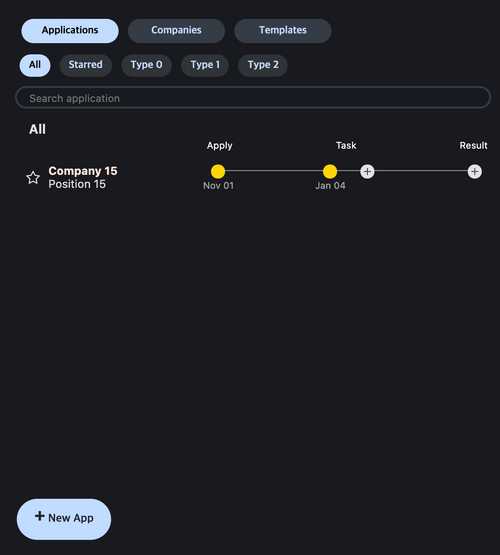 Applications Companies Templates
All Starred Type 0 Type 1 Type 2
Search application
All
Apply Task Result
Company 15
Position 15
Nov 01 Jan 04
+ New App